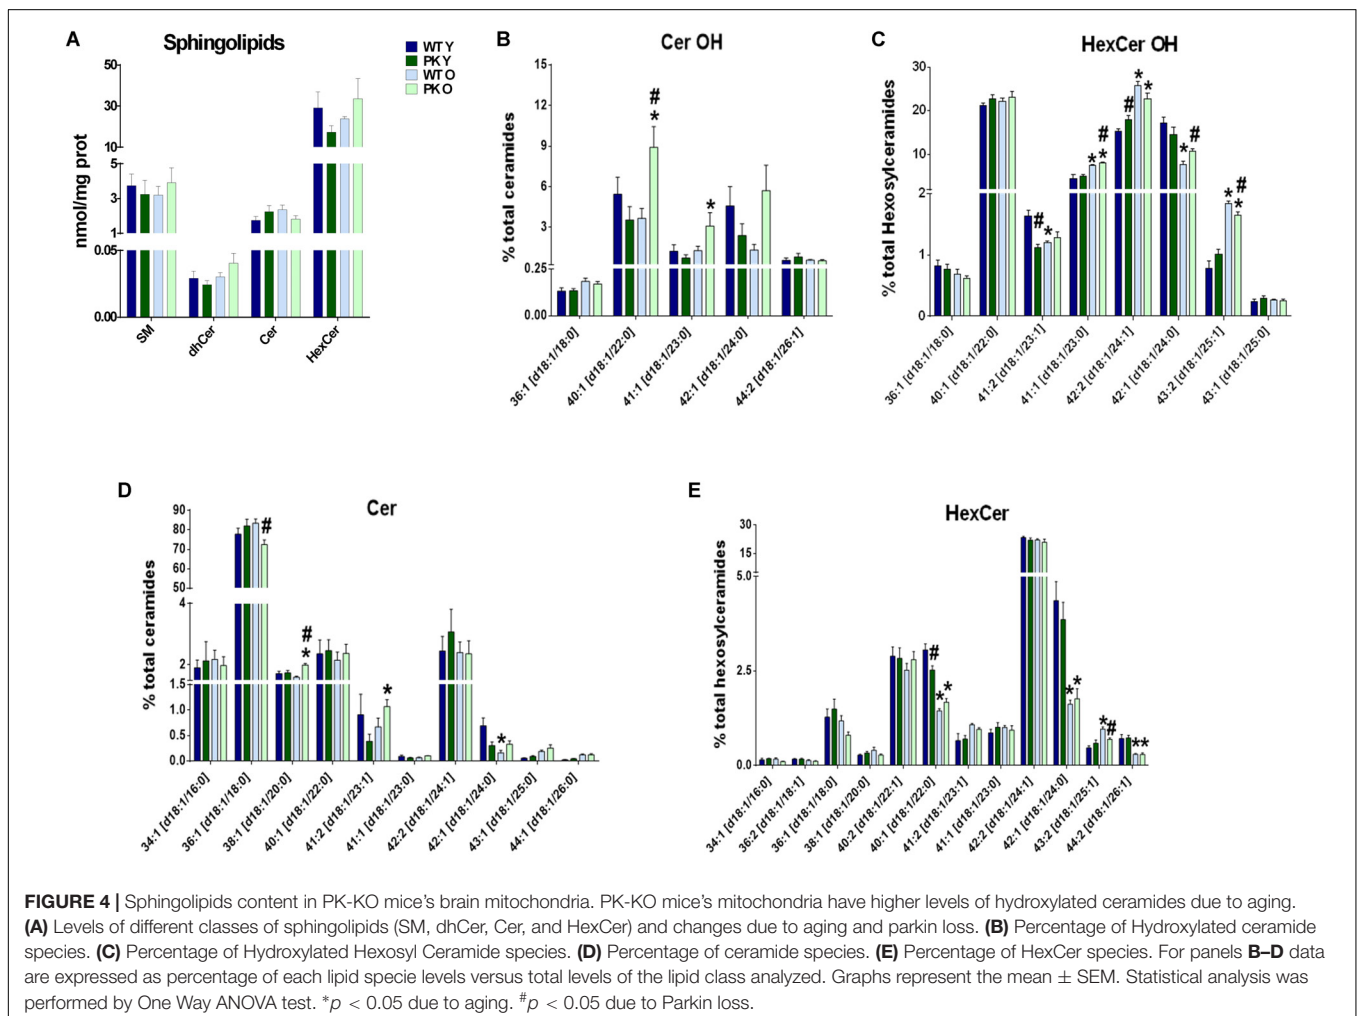 A
Sphingolipids
WT Y
PK Y
WT O
PK O
nmol/mg prot
50
30
10
5
3
1
0.05
0.00
SM
dhCer
Cer
HexCer
B
Cer OH
% total ceramides
15
12
9
6
3
0.25
0.00
#
*
*
36:1 [d18:1/18:0)
40:1 [d18:1/22:0]
41:1 [d18:1/23:0]
42:1 [d18:1/24:0]
44:2 [d18:1/26:1]
C
HexCer OH
% total Hexosylceramides
30
20
10
2
1
0
# *
* # *
# * *
* #
* # *
36:1 [d18:1/18:0]
40:1 [d18:1/22:0]
41:2 [d18:1/23:1]
41:1 [d18:1/23:0]
42:2 [d18:1/24:1]
42:1 [d18:1/24:0]
43:2 [d18:1/25:1]
43:1 [d18:1/25:0]
D
Cer
% total ceramides
90
80
70
60
50
4
2
1.5
1.0
0.5
0.0
#
#
*
*
*
34:1 [d18:1/16:0]
36:1 [d18:1/18:0]
38:1 [d18:1/20:0]
40:1 [d18:1/22:0]
41:2 [d18:1/23:1]
41:1 [d18:1/23:0]
42:2 [d18:1/24:1]
42:1 [d18:1/24:0]
43:1 [d18:1/25:0]
44:1 [d18:1/26:0]
E
HexCer
% total hexosylceramides
30
15
5.0
2.5
0.0
# * *
* *
* #
**
34:1 [d18:1/16:0]
36:2 [d18:1/18:1]
36:1 [d18:1/18:0]
38:1 [d18:1/20:0]
40:2 [d18:1/22:1]
40:1 [d18:1/22:0]
41:2 [d18:1/23:1]
41:1 [d18:1/23:0]
42:2 [d18:1/24:1]
42:1 [d18:1/24:0]
43:2 [d18:1/25:1]
44:2 [d18:1/26:1]
FIGURE 4 | Sphingolipids content in PK-KO mice's brain mitochondria. PK-KO mice's mitochondria have higher levels of hydroxylated ceramides due to aging.
(A) Levels of different classes of sphingolipids (SM, dhCer, Cer, and HexCer) and changes due to aging and parkin loss. (B) Percentage of Hydroxylated ceramide
species. (C) Percentage of Hydroxylated Hexosyl Ceramide species. (D) Percentage of ceramide species. (E) Percentage of HexCer species. For panels B–D data
are expressed as percentage of each lipid specie levels versus total levels of the lipid class analyzed. Graphs represent the mean ± SEM. Statistical analysis was
performed by One Way ANOVA test. *p < 0.05 due to aging. #p < 0.05 due to Parkin loss.